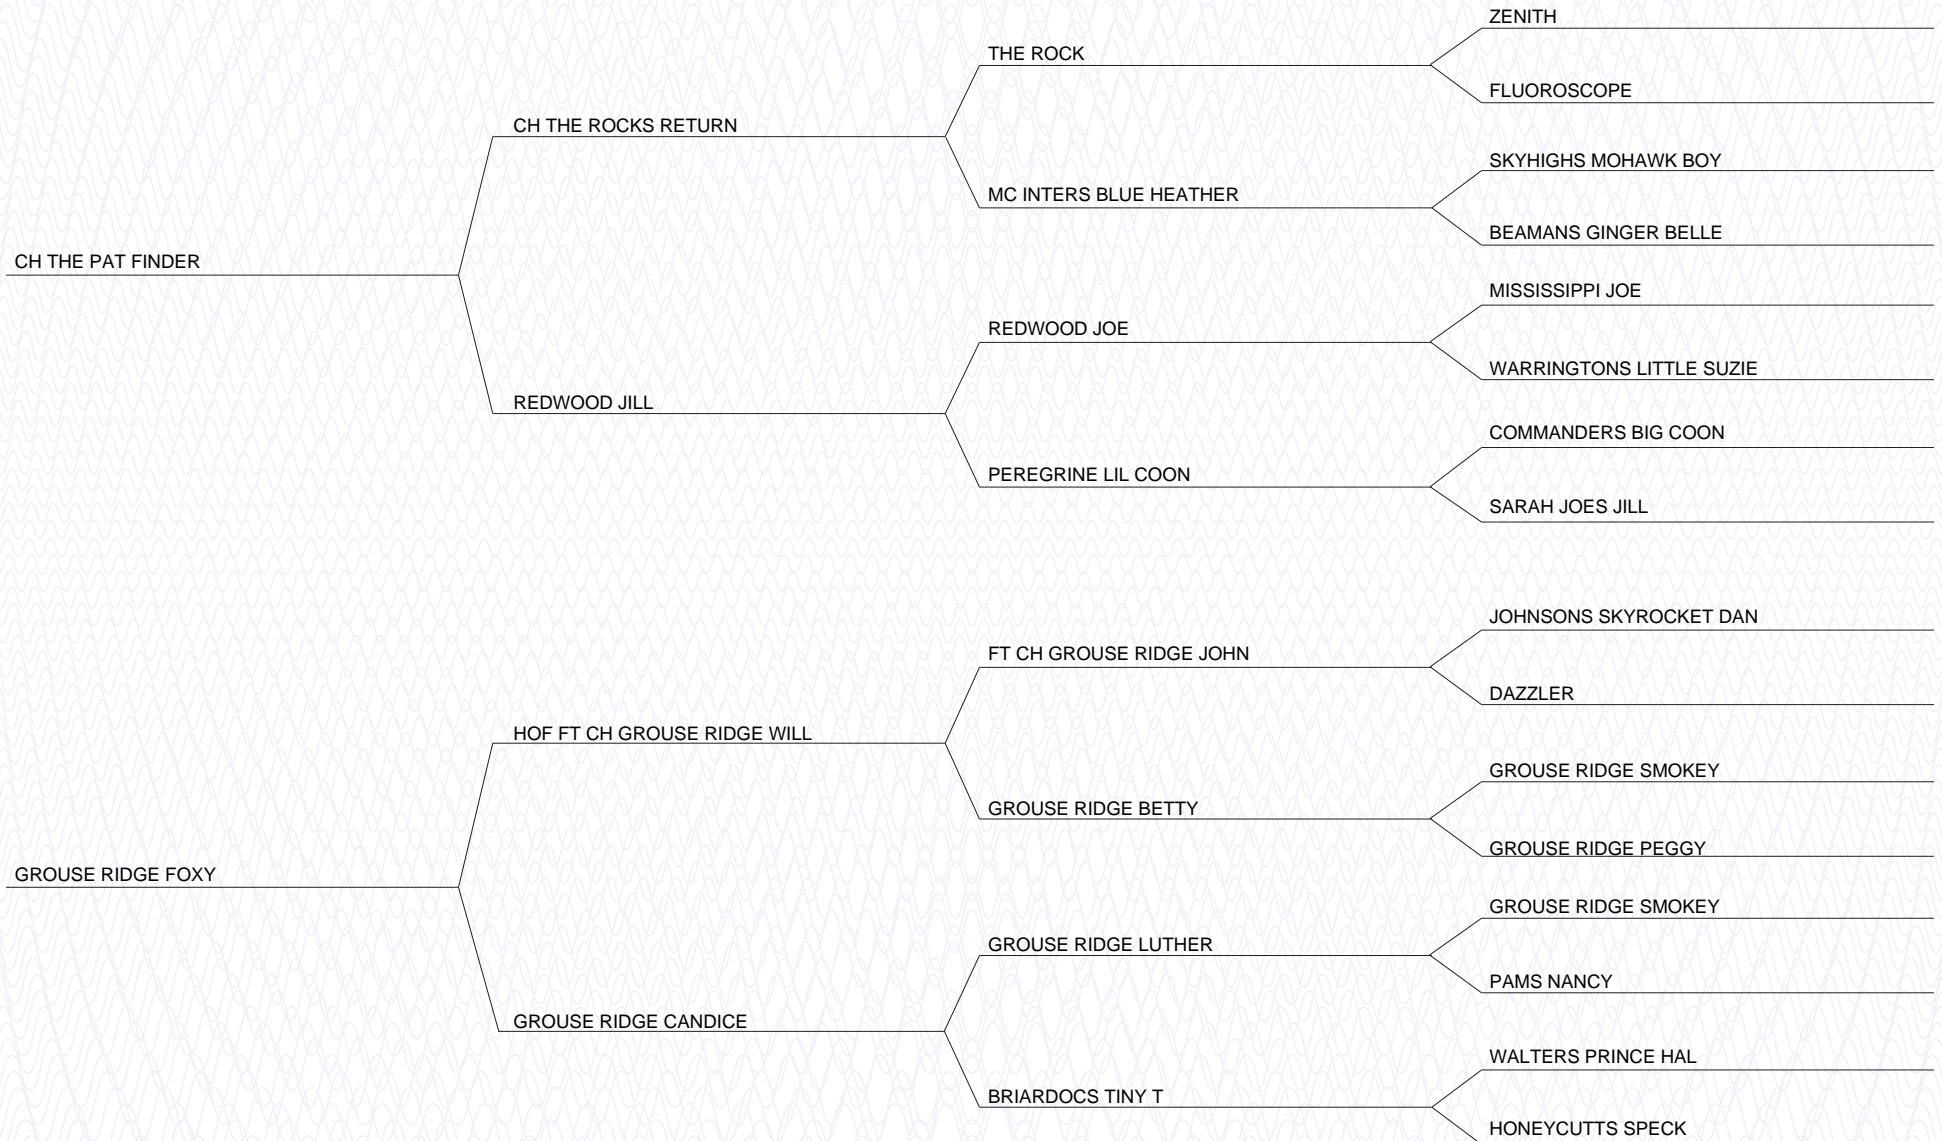 ZENITH
THE ROCK
FLUOROSCOPE
CH THE ROCKS RETURN
SKYHIGHS MOHAWK BOY
MC INTERS BLUE HEATHER
BEAMANS GINGER BELLE
CH THE PAT FINDER
MISSISSIPPI JOE
REDWOOD JOE
WARRINGTONS LITTLE SUZIE
REDWOOD JILL
COMMANDERS BIG COON
PEREGRINE LIL COON
SARAH JOES JILL
JOHNSONS SKYROCKET DAN
FT CH GROUSE RIDGE JOHN
DAZZLER
HOF FT CH GROUSE RIDGE WILL
GROUSE RIDGE SMOKEY
GROUSE RIDGE BETTY
GROUSE RIDGE PEGGY
GROUSE RIDGE FOXY
GROUSE RIDGE SMOKEY
GROUSE RIDGE LUTHER
PAMS NANCY
GROUSE RIDGE CANDICE
WALTERS PRINCE HAL
BRIARDOCS TINY T
HONEYCUTTS SPECK